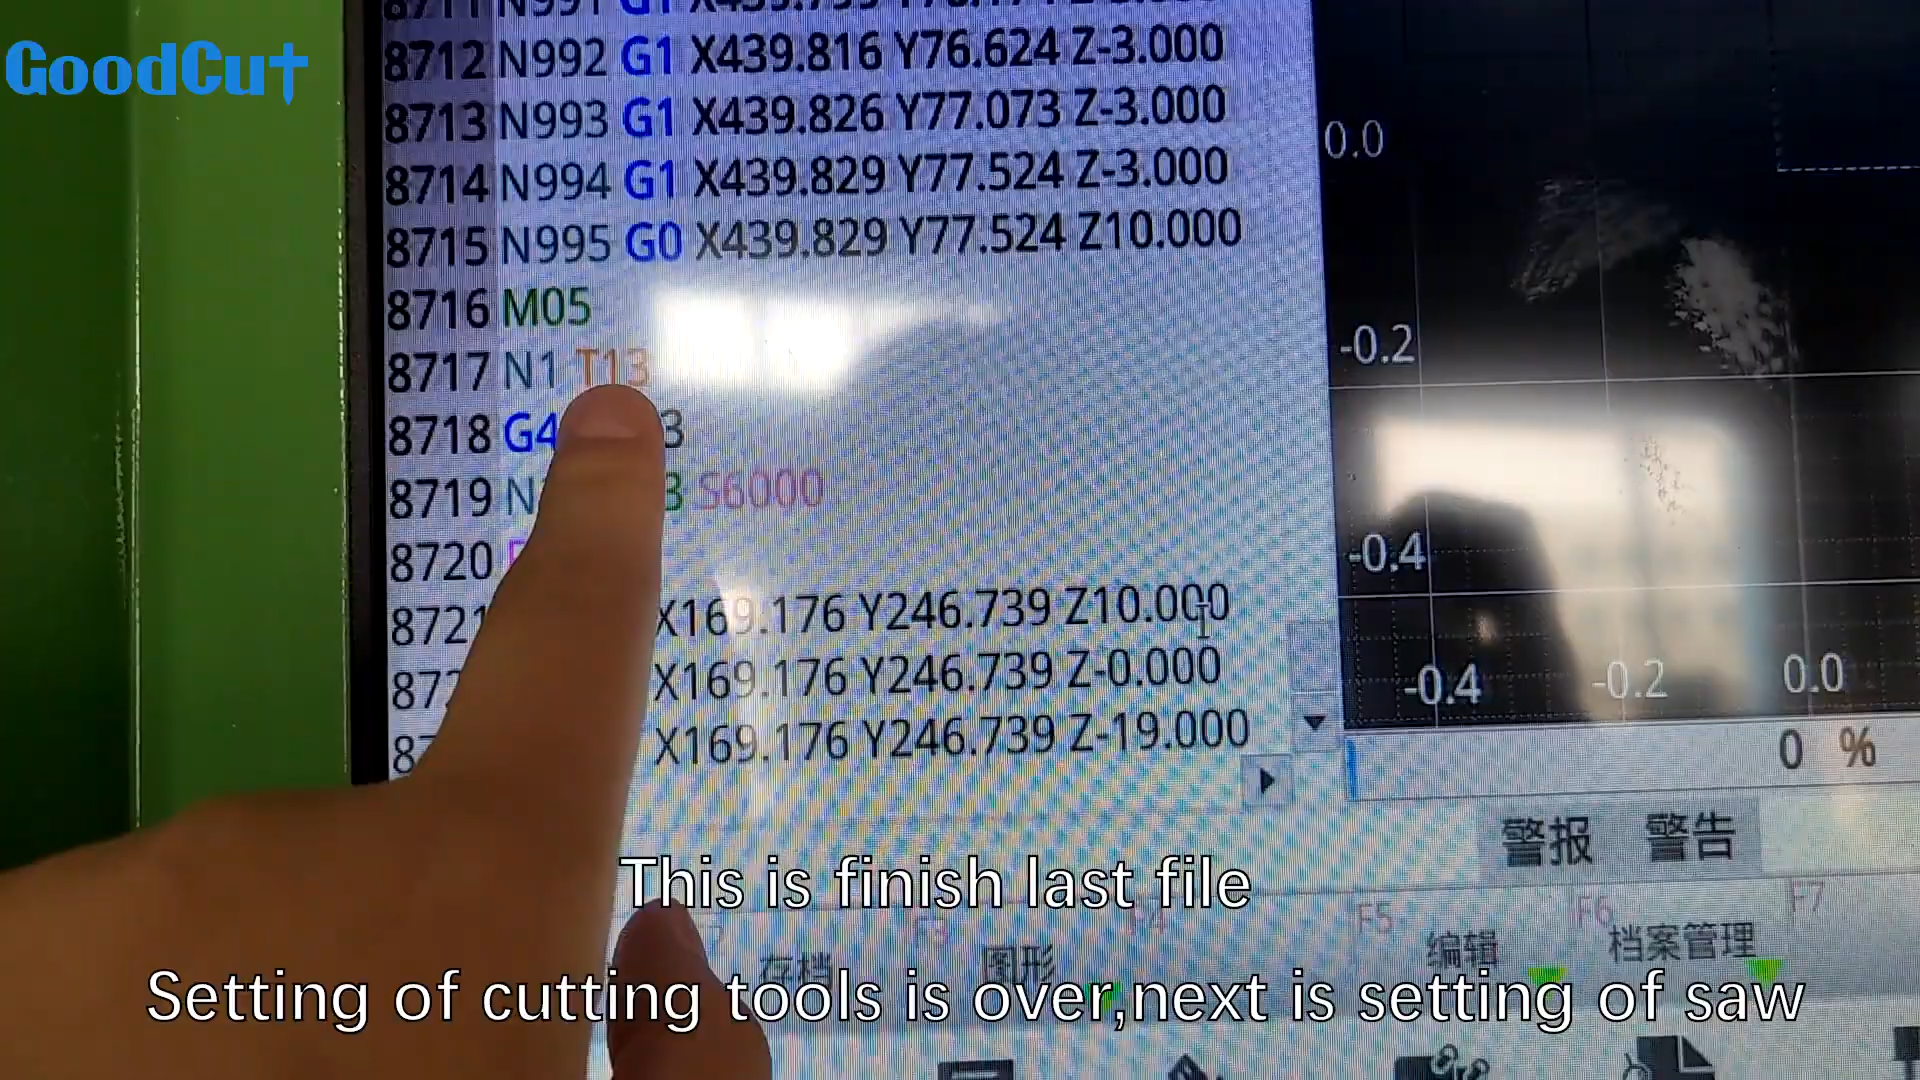 GoodCut
8712 N992 G1 X439.816 Y76.624 Z-3.000
8713 N993 G1 X439.826 Y77.073 Z-3.000
8714 N994 G1 X439.829 Y77.524 Z-3.000
8715 N995 G0 X439.829 Y77.524 Z10.000
8716 M05
8717 N1 T13
8718 G4
8719 S6000
8720
X169.176 Y246.739 Z10.000
X169.176 Y246.739 Z-0.000
X169.176 Y246.739 Z-19.000
0.0
-0.2
-0.4
-0.4 -0.2 0.0
0 %
警报 警告
This is finish last file
F3 F4 F5 F6 F7
存档 图形 编辑 档案管理
Setting of cutting tools is over,next is setting of saw